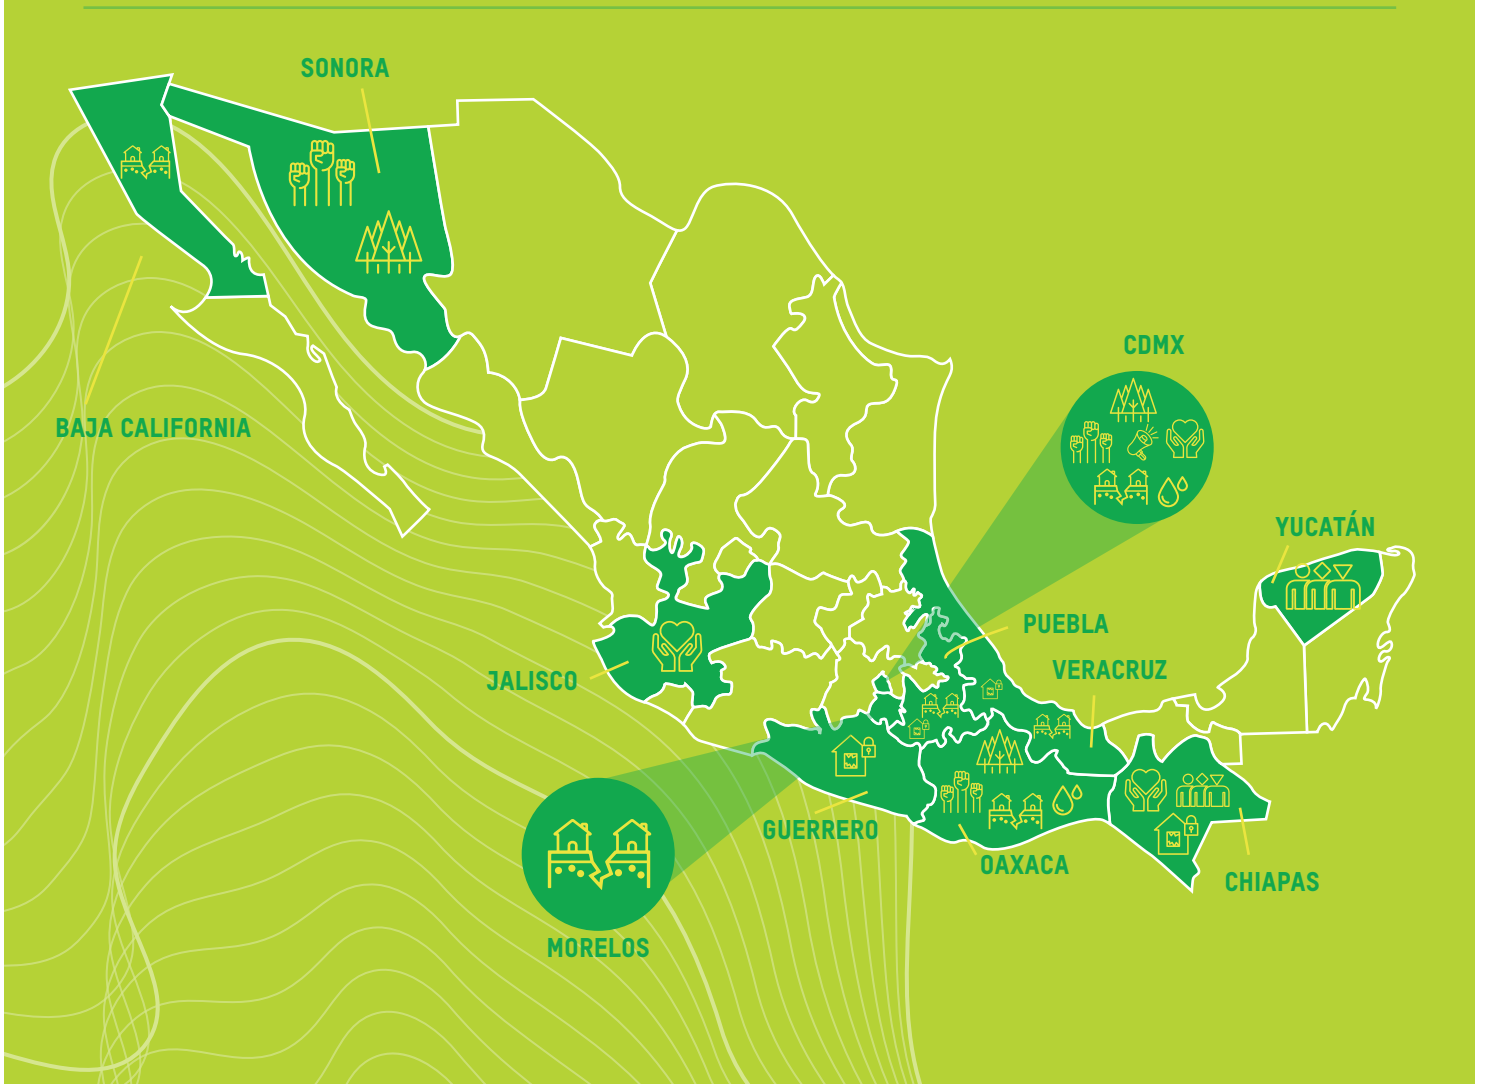 SONORA
CDMX
BAJA CALIFORNIA
YUCATÁN
PUEBLA
VERACRUZ
JALISCO
GUERRERO
OAXACA
CHIAPAS
MORELOS